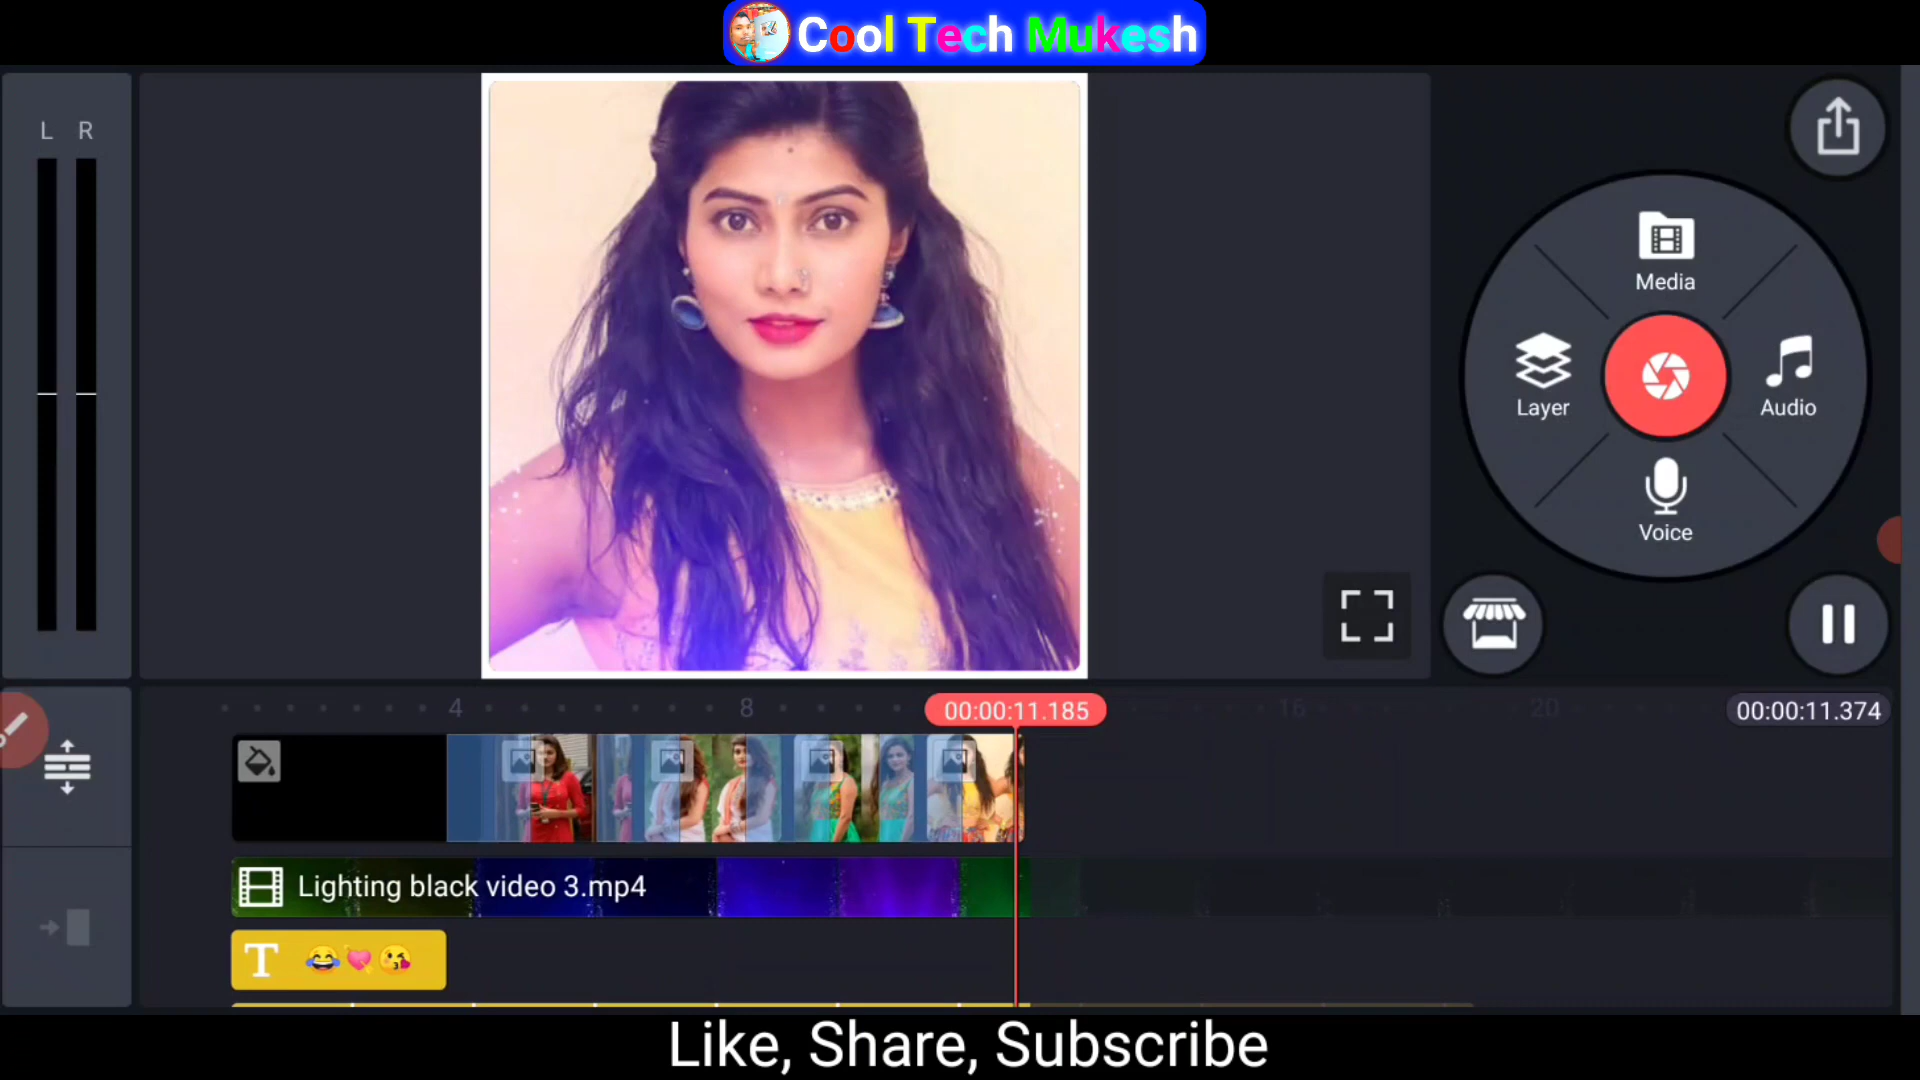 Cool Tech Mukesh
L R
Media
Layer
Audio
Voice
4 8 00:00:11.185 16 20 00:00:11.374
Lighting black video 3.mp4
T 😂💘😘
Like, Share, Subscribe